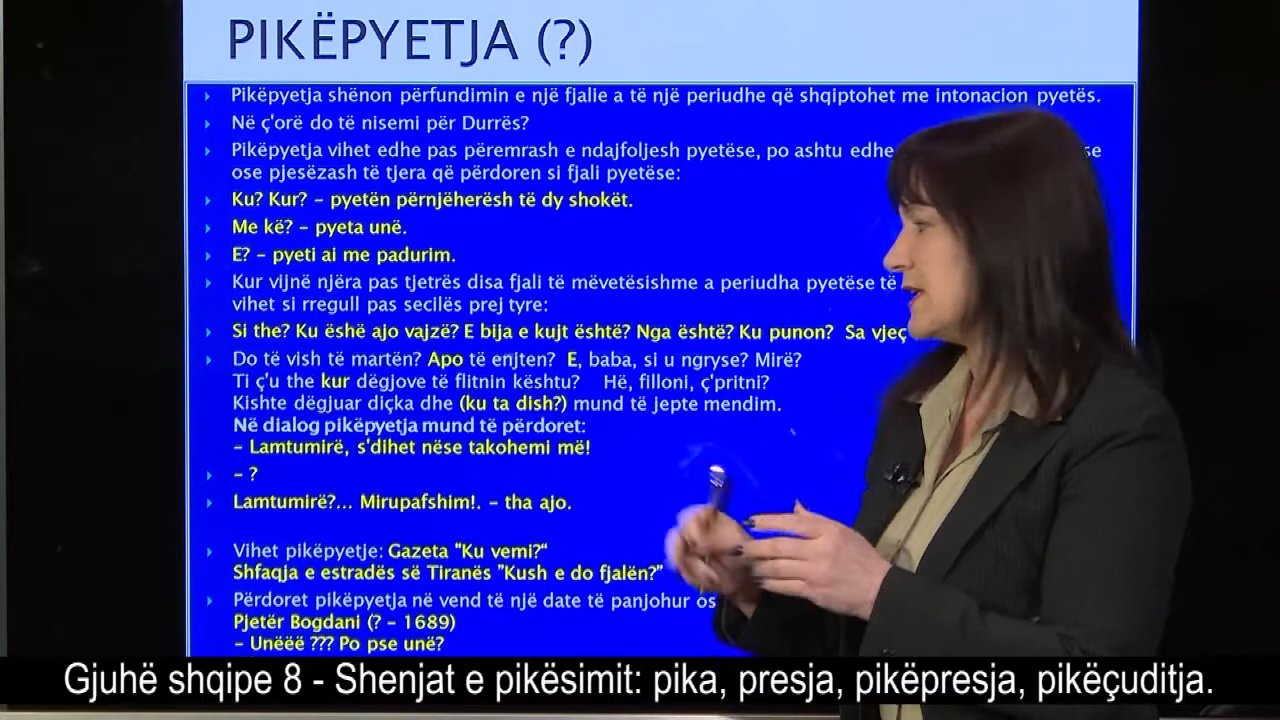 PIKËPYETJA (?)
Pikëpyetja shënon përfundimin e një fjalie a të një periudhe që shqiptohet me intonacion pyetës.
Në ç'orë do të nisemi për Durrës?
Pikëpyetja vihet edhe pas përemrash e ndajfoljesh pyetëse, po ashtu edhe
ose pjesëzash të tjera që përdoren si fjali pyetëse:
Ku? Kur? – pyetën përnjëherësh të dy shokët.
Me kë? – pyeta unë.
E? – pyeti ai me padurim.
Kur vijnë njëra pas tjetrës disa fjali të mëvetësishme a periudha pyetëse të
vihet si rregull pas secilës prej tyre:
Si the? Ku ëshë ajo vajzë? E bija e kujt është? Nga është? Ku punon? Sa
Do të vish të martën? Apo të enjten? E, baba, si u ngryse? Mirë?
Ti ç'u the kur dëgjove të flitnin kështu? Hë, filloni, ç'pritni?
Kishte dëgjuar diçka dhe (ku ta dish?) mund të jepte mendim.
Në dialog pikëpyetja mund të përdoret:
– Lamtumirë, s'dihet nëse takohemi më!
– ?
Lamtumirë?... Mirupafshim!. – tha ajo.
Vihet pikëpyetje: Gazeta "Ku vemi?"
Shfaqja e estradës së Tiranës "Kush e do fjalën?"
Përdoret pikëpyetja në vend të një date të panjohur
Pjetër Bogdani (? – 1689)
– Unëëë ??? Po pse unë?
Gjuhë shqipe 8 - Shenjat e pikësimit: pika, presja, pikëpresja, pikëçuditja.